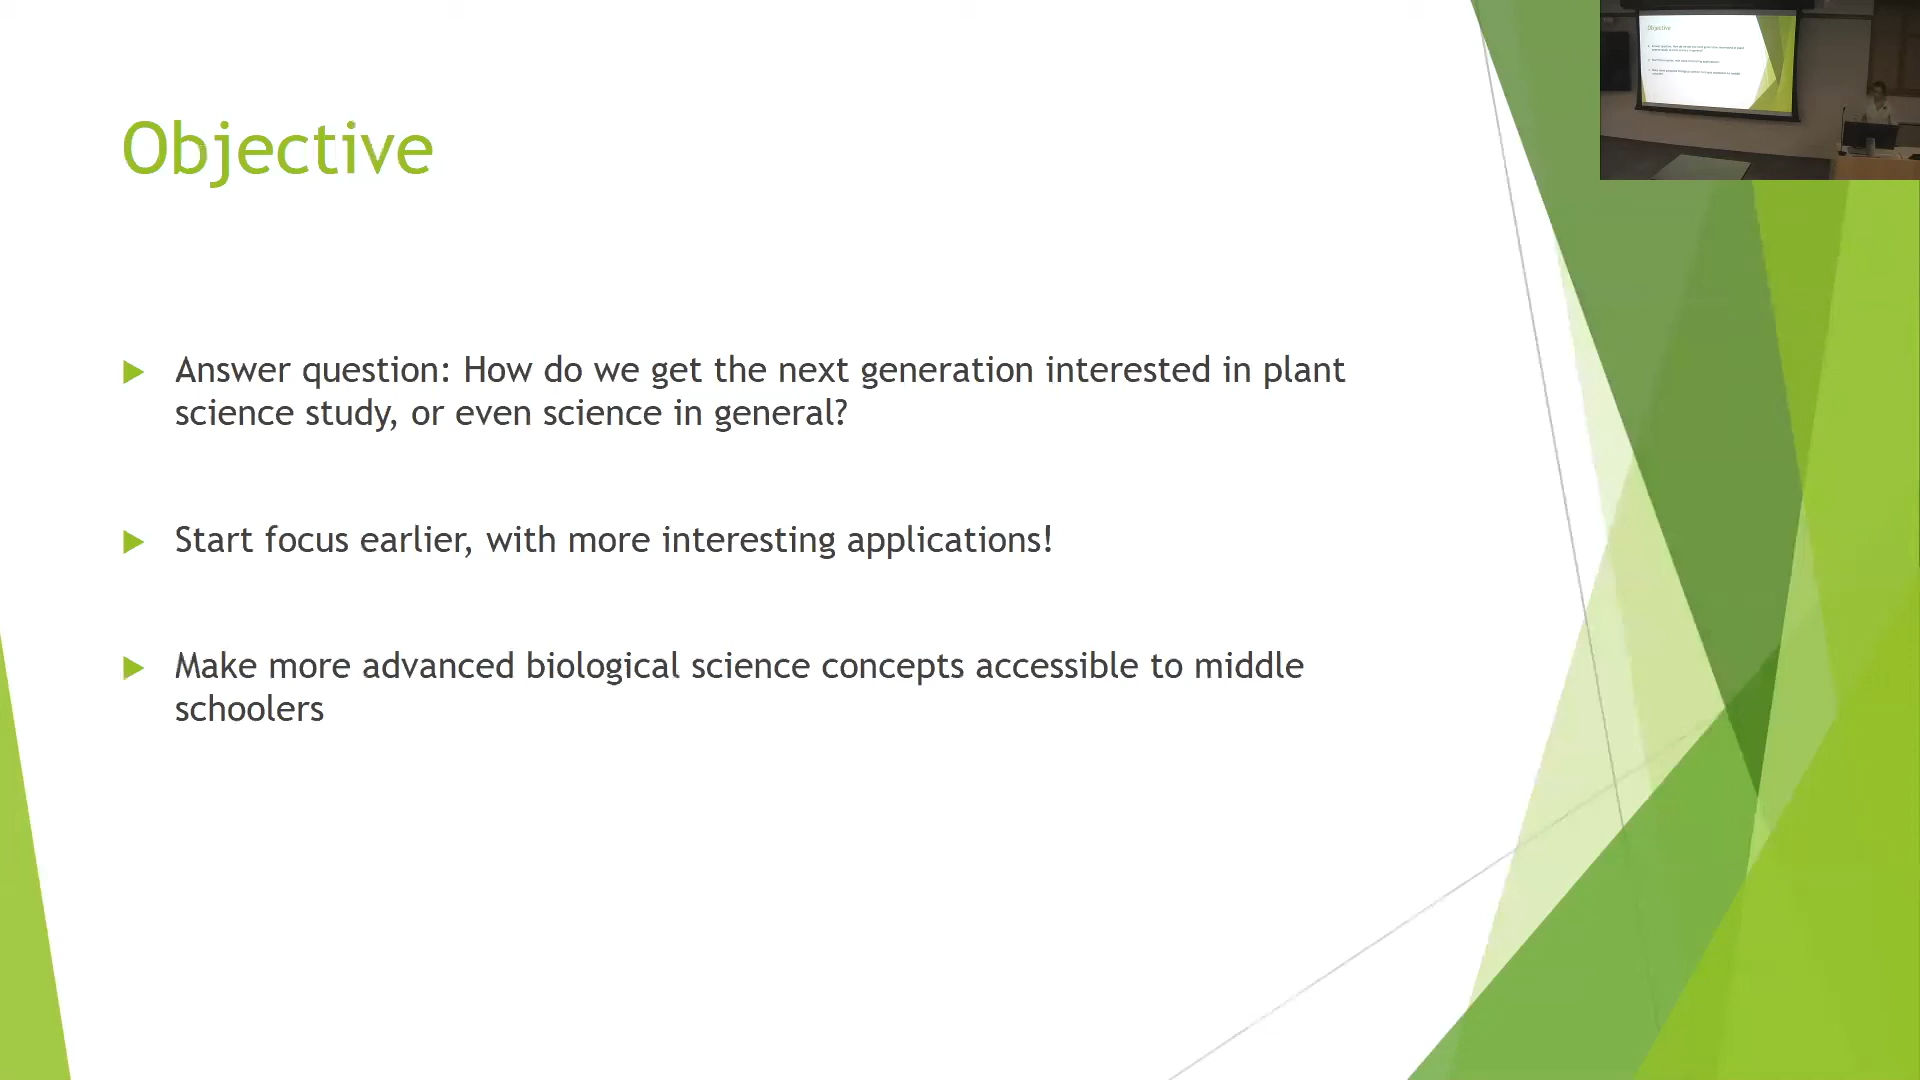 Objective
Answer question: How do we get the next generation interested in plant
science study, or even science in general?
Start focus earlier, with more interesting applications!
Make more advanced biological science concepts accessible to middle
schoolers
Objective